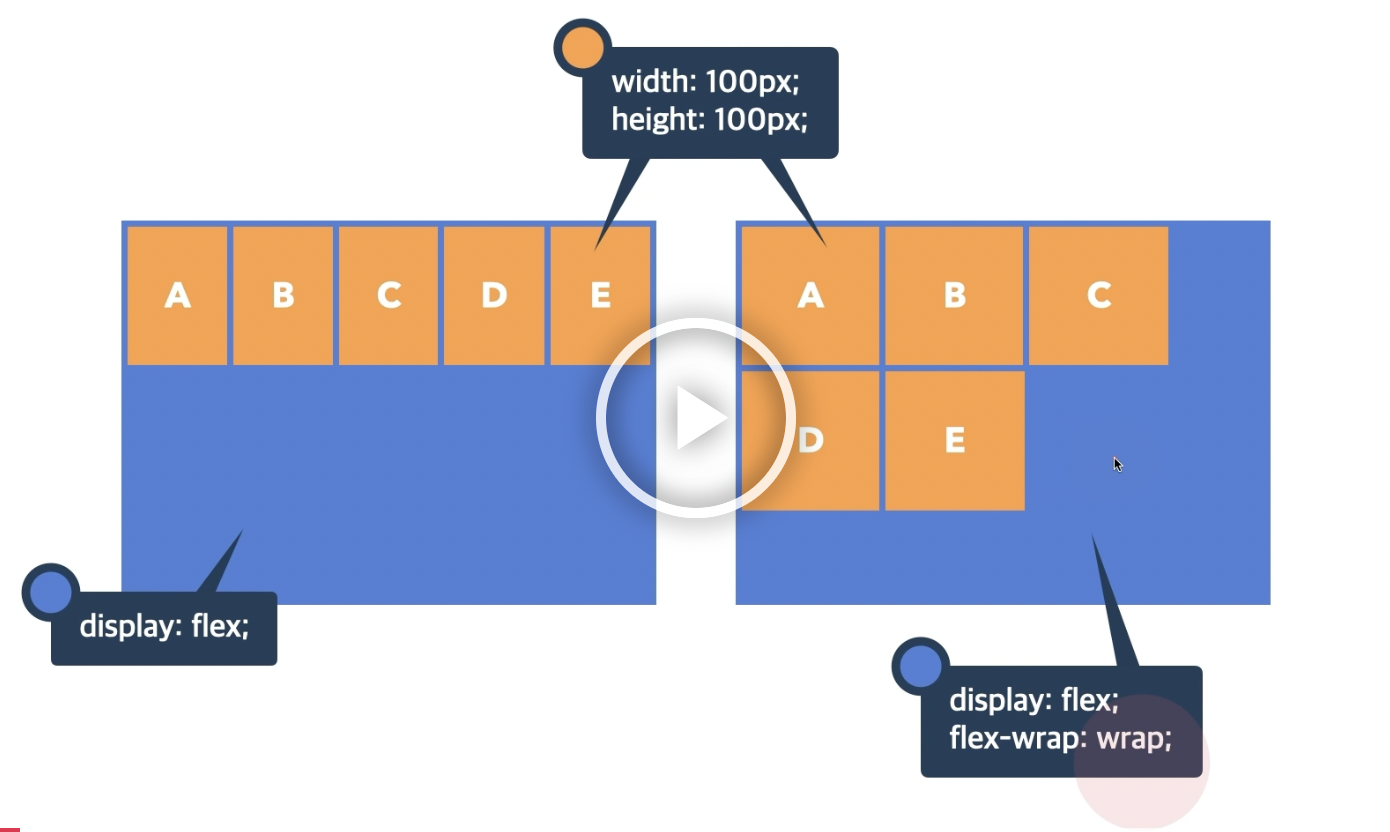 width: 100px;
height: 100px;
A B C D E
A B C
D E
display: flex;
display: flex;
flex-wrap: wrap;